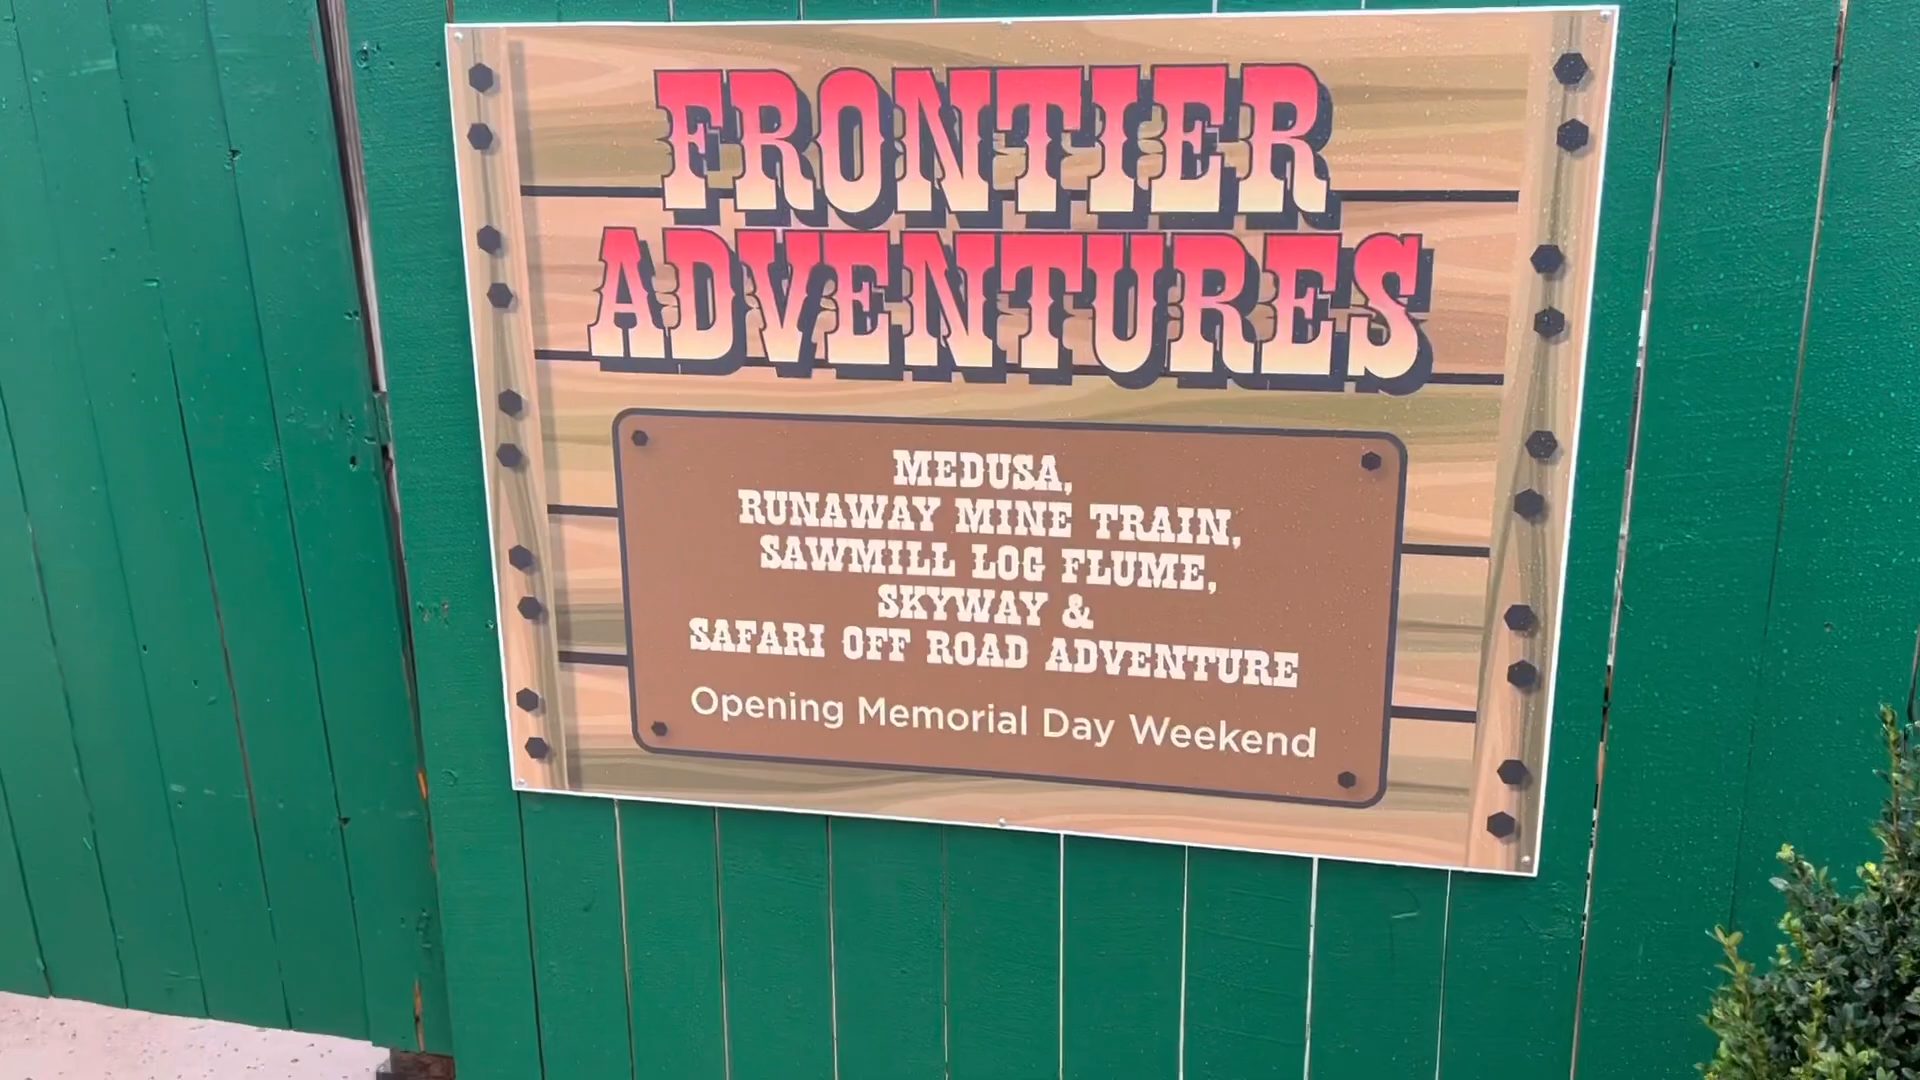 FRONTIER
ADVENTURES
MEDUSA,
RUNAWAY MINE TRAIN,
SAWMILL LOG FLUME,
SKYWAY &
SAFARI OFF ROAD ADVENTURE
Opening Memorial Day Weekend